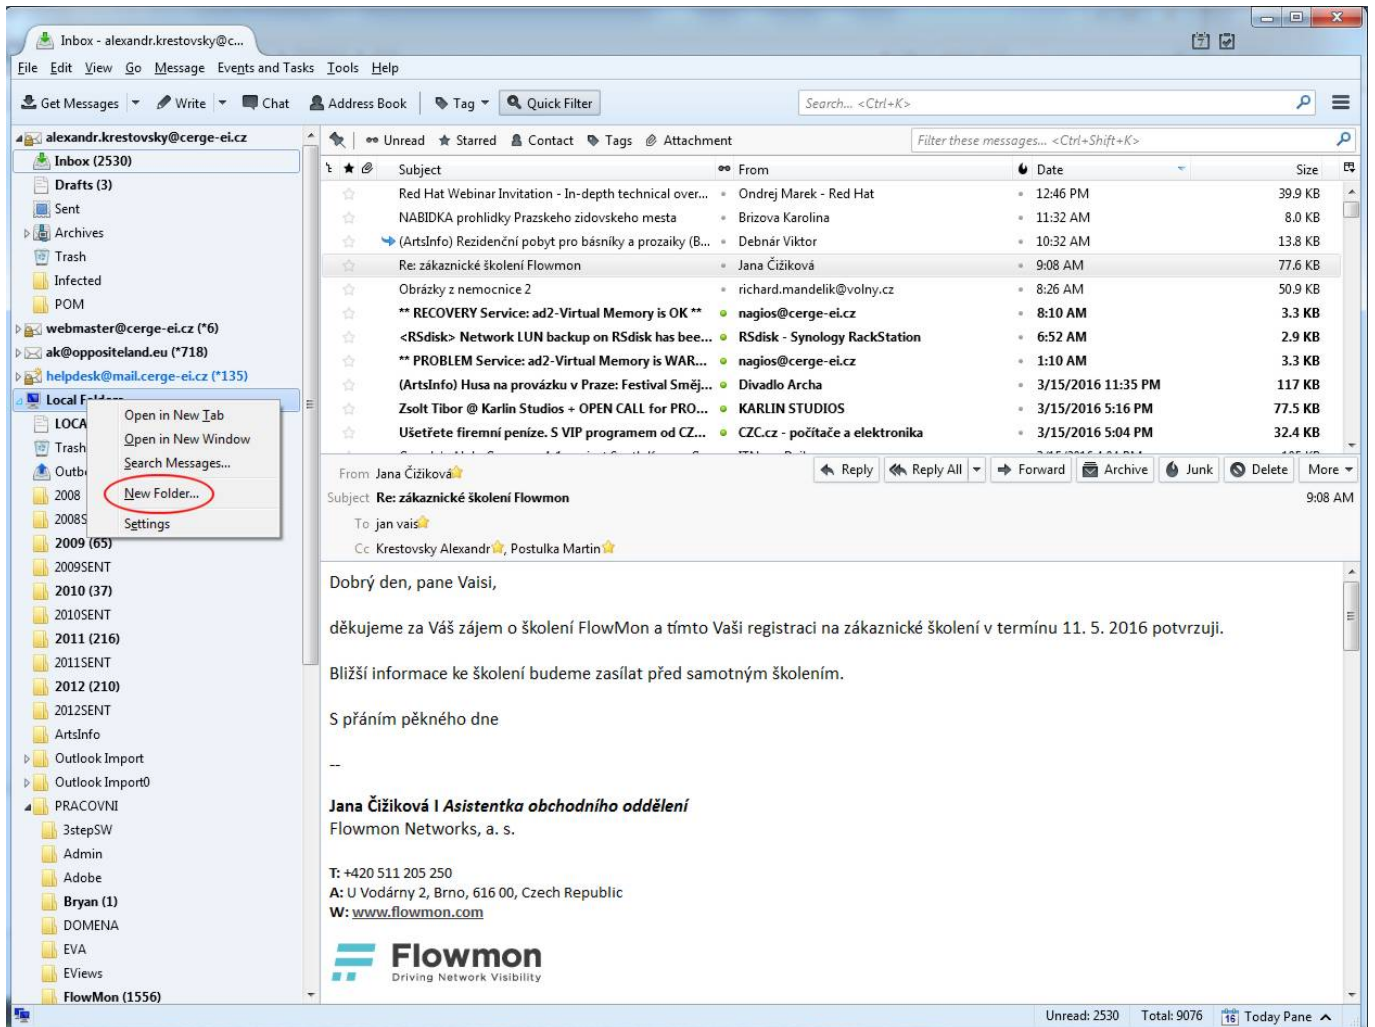 Inbox - alexandr.krestovsky@c...
File Edit View Go Message Events and Tasks Tools Help
Get Messages Write Chat Address Book Tag Quick Filter Search... <Ctrl+K>
alexandr.krestovsky@cerge-ei.cz
Inbox (2530)
Drafts (3)
Sent
Archives
Trash
Infected
POM
webmaster@cerge-ei.cz (*6)
ak@oppositeland.eu (*718)
helpdesk@mail.cerge-ei.cz (*135)
Local Folders
LOCA
Trash
Outb
2008
2008S
2009 (65)
2009SENT
2010 (37)
2010SENT
2011 (216)
2011SENT
2012 (210)
2012SENT
ArtsInfo
Outlook Import
Outlook Import0
PRACOVNI
3stepSW
Admin
Adobe
Bryan (1)
DOMENA
EVA
EViews
FlowMon (1556)
Open in New Tab
Open in New Window
Search Messages...
New Folder...
Settings
Unread Starred Contact Tags Attachment Filter these messages... <Ctrl+Shift+K>
Subject From Date Size
Red Hat Webinar Invitation - In-depth technical over... Ondrej Marek - Red Hat 12:46 PM 39.9 KB
NABIDKA prohlidky Prazskeho zidovskeho mesta Brizova Karolina 11:32 AM 8.0 KB
(ArtsInfo) Rezidenční pobyt pro básníky a prozaiky (B... Debnár Viktor 10:32 AM 13.8 KB
Re: zákaznické školení Flowmon Jana Čižiková 9:08 AM 77.6 KB
Obrázky z nemocnice 2 richard.mandelik@volny.cz 8:26 AM 50.9 KB
** RECOVERY Service: ad2-Virtual Memory is OK ** nagios@cerge-ei.cz 8:10 AM 3.3 KB
<RSdisk> Network LUN backup on RSdisk has bee... RSdisk - Synology RackStation 6:52 AM 2.9 KB
** PROBLEM Service: ad2-Virtual Memory is WAR... nagios@cerge-ei.cz 1:10 AM 3.3 KB
(ArtsInfo) Husa na provázku v Praze: Festival Směj... Divadlo Archa 3/15/2016 11:35 PM 117 KB
Zsolt Tibor @ Karlin Studios + OPEN CALL for PRO... KARLIN STUDIOS 3/15/2016 5:16 PM 77.5 KB
Ušetřete firemní peníze. S VIP programem od CZ... CZC.cz - počítače a elektronika 3/15/2016 5:04 PM 32.4 KB
From Jana Čižiková Reply Reply All Forward Archive Junk Delete More
Subject Re: zákaznické školení Flowmon 9:08 AM
To jan vais
Cc Krestovsky Alexandr, Postulka Martin
Dobrý den, pane Vaisi,
děkujeme za Váš zájem o školení FlowMon a tímto Vaši registraci na zákaznické školení v termínu 11. 5. 2016 potvrzuji.
Bližší informace ke školení budeme zasílat před samotným školením.
S přáním pěkného dne
--
Jana Čižiková I Asistentka obchodního oddělení
Flowmon Networks, a. s.
T: +420 511 205 250
A: U Vodárny 2, Brno, 616 00, Czech Republic
W: www.flowmon.com
Flowmon
Driving Network Visibility
Unread: 2530 Total: 9076 16 Today Pane